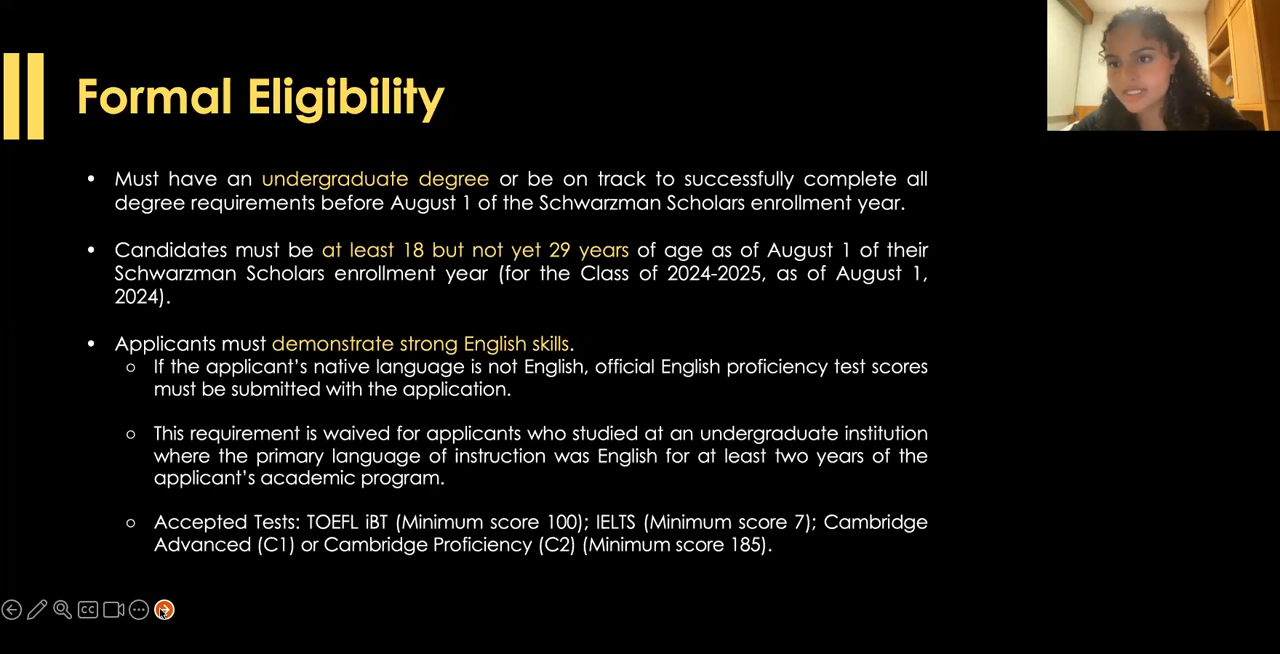 Formal Eligibility
• Must have an undergraduate degree or be on track to successfully complete all
degree requirements before August 1 of the Schwarzman Scholars enrollment year.
• Candidates must be at least 18 but not yet 29 years of age as of August 1 of their
Schwarzman Scholars enrollment year (for the Class of 2024-2025, as of August 1,
2024).
• Applicants must demonstrate strong English skills.
○ If the applicant’s native language is not English, official English proficiency test scores
must be submitted with the application.
○ This requirement is waived for applicants who studied at an undergraduate institution
where the primary language of instruction was English for at least two years of the
applicant’s academic program.
○ Accepted Tests: TOEFL iBT (Minimum score 100); IELTS (Minimum score 7); Cambridge
Advanced (C1) or Cambridge Proficiency (C2) (Minimum score 185).
CC